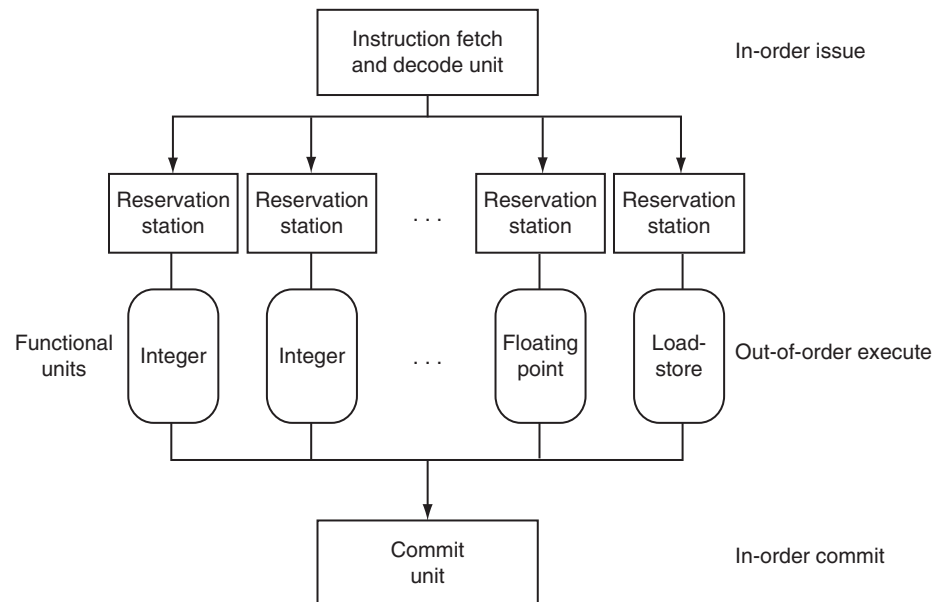 Instruction fetch
and decode unit
In-order issue
Reservation
station
Reservation
station
. . .
Reservation
station
Reservation
station
Functional
units
Integer
Integer
. . .
Floating
point
Load-
store
Out-of-order execute
Commit
unit
In-order commit